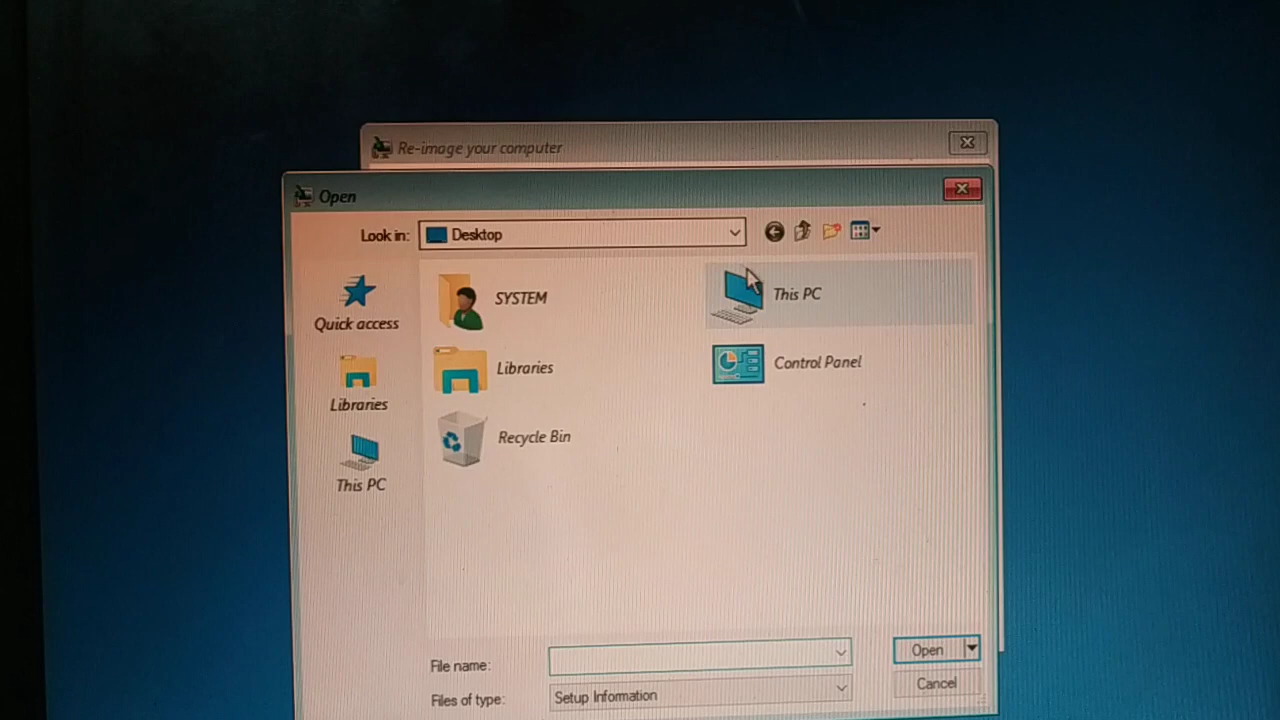 Re-image your computer
Open
Look in: Desktop
Quick access
SYSTEM
This PC
Libraries
Libraries
Control Panel
This PC
Recycle Bin
File name:
Open
Files of type: Setup Information
Cancel